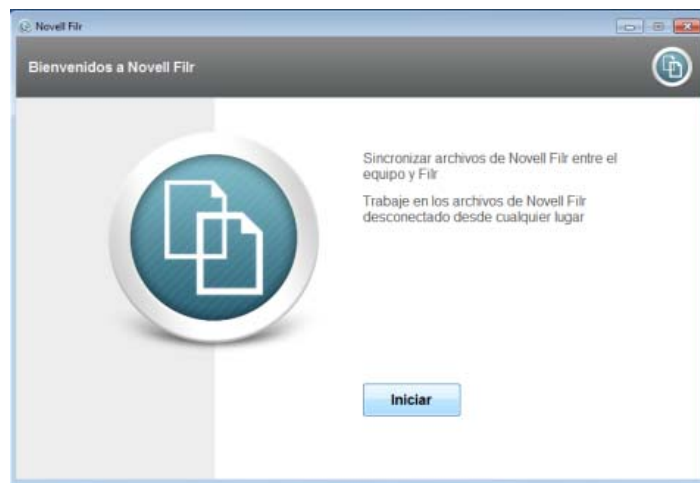 Novell Filr
Bienvenidos a Novell Filr
Sincronizar archivos de Novell Filr entre el
equipo y Filr
Trabaje en los archivos de Novell Filr
desconectado desde cualquier lugar
Iniciar